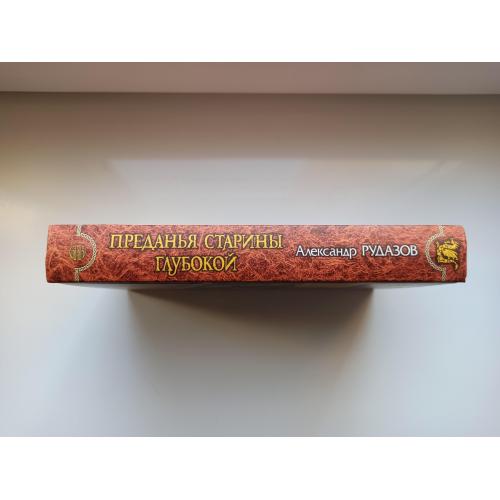 ПРЕДАНЬЯ СТАРИНЫ
ГЛУБОКОЙ
Александр РУДАЗОВ